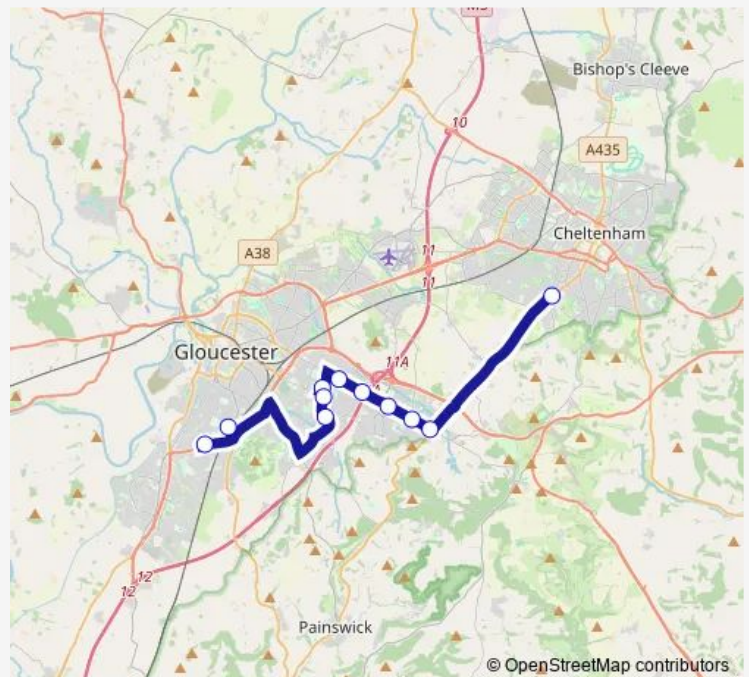 M5
Bishop's Cleeve
10
A435
Cheltenham
A38
11
11
Gloucester
11A
12
12
Painswick
© OpenStreetMap contributors